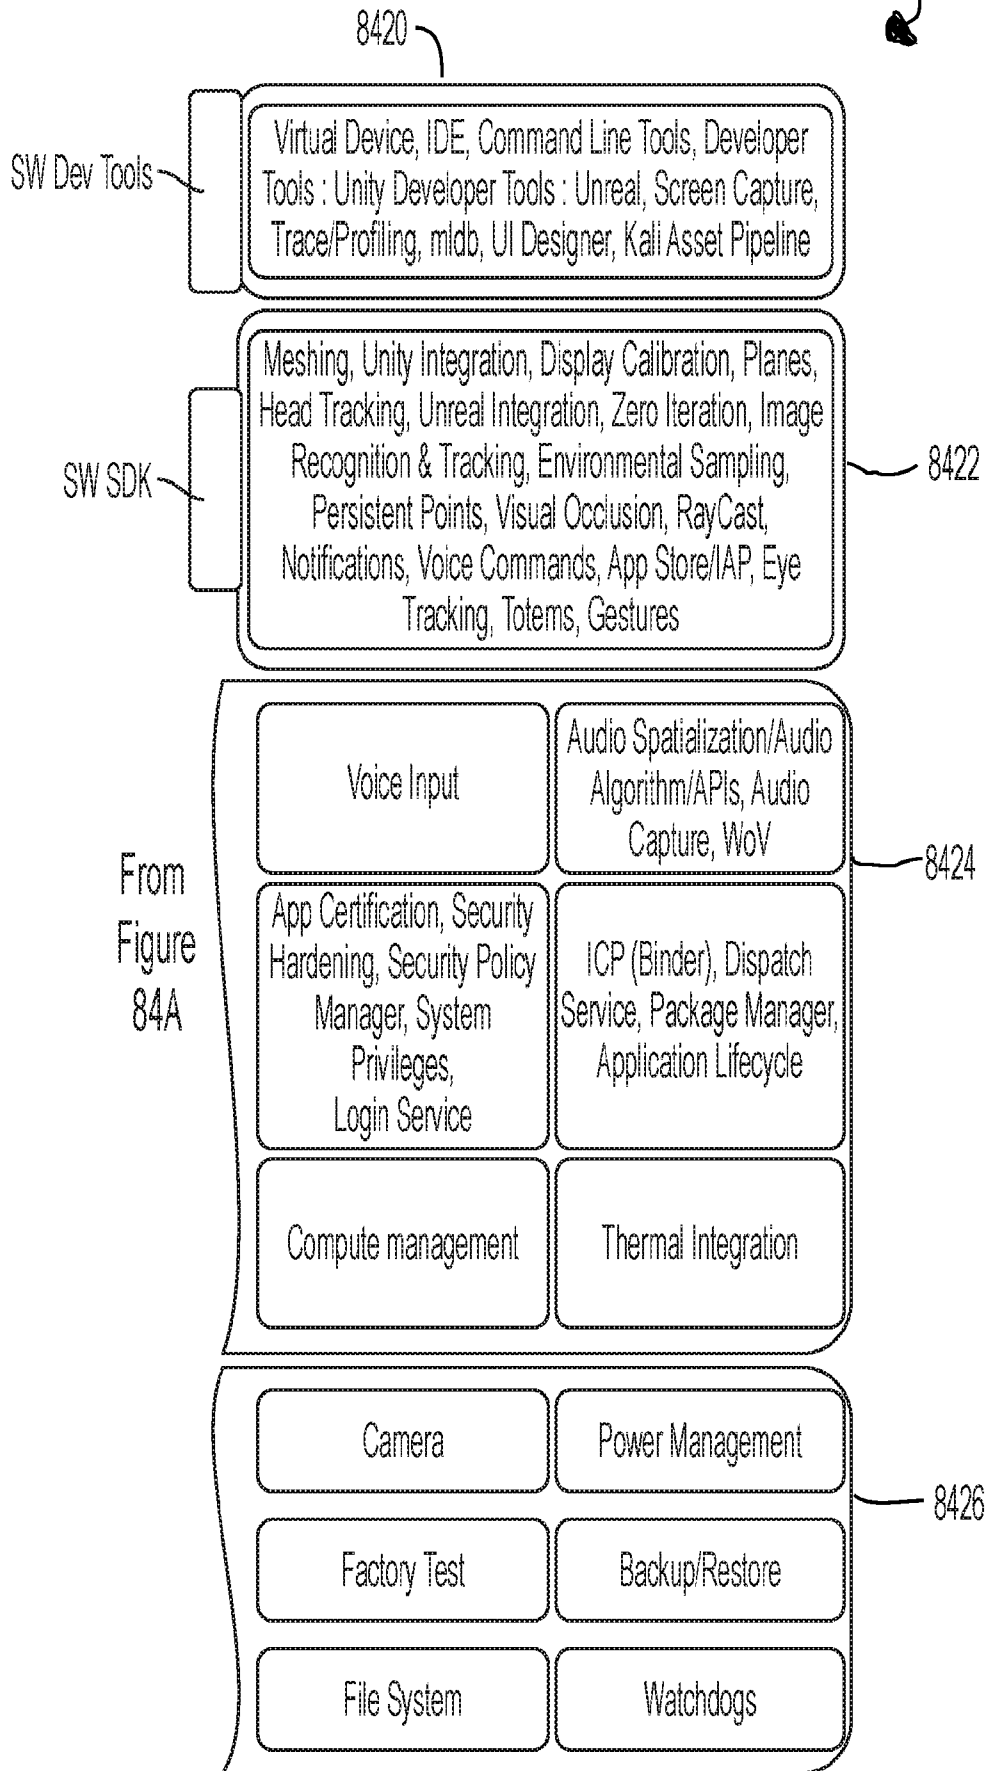 8420
SW Dev Tools
Virtual Device, IDE, Command Line Tools, Developer
Tools : Unity Developer Tools : Unreal, Screen Capture,
Trace/Profiling, mldb, UI Designer, Kali Asset Pipeline
SW SDK
Meshing, Unity Integration, Display Calibration, Planes,
Head Tracking, Unreal Integration, Zero Iteration, Image
Recognition & Tracking, Environmental Sampling,
Persistent Points, Visual Occlusion, RayCast,
Notifications, Voice Commands, App Store/IAP, Eye
Tracking, Totems, Gestures
8422
From
Figure
84A
Voice Input
Audio Spatialization/Audio
Algorithm/APIs, Audio
Capture, WoV
8424
App Certification, Security
Hardening, Security Policy
Manager, System
Privileges,
Login Service
ICP (Binder), Dispatch
Service, Package Manager,
Application Lifecycle
Compute management
Thermal Integration
Camera
Power Management
8426
Factory Test
Backup/Restore
File System
Watchdogs